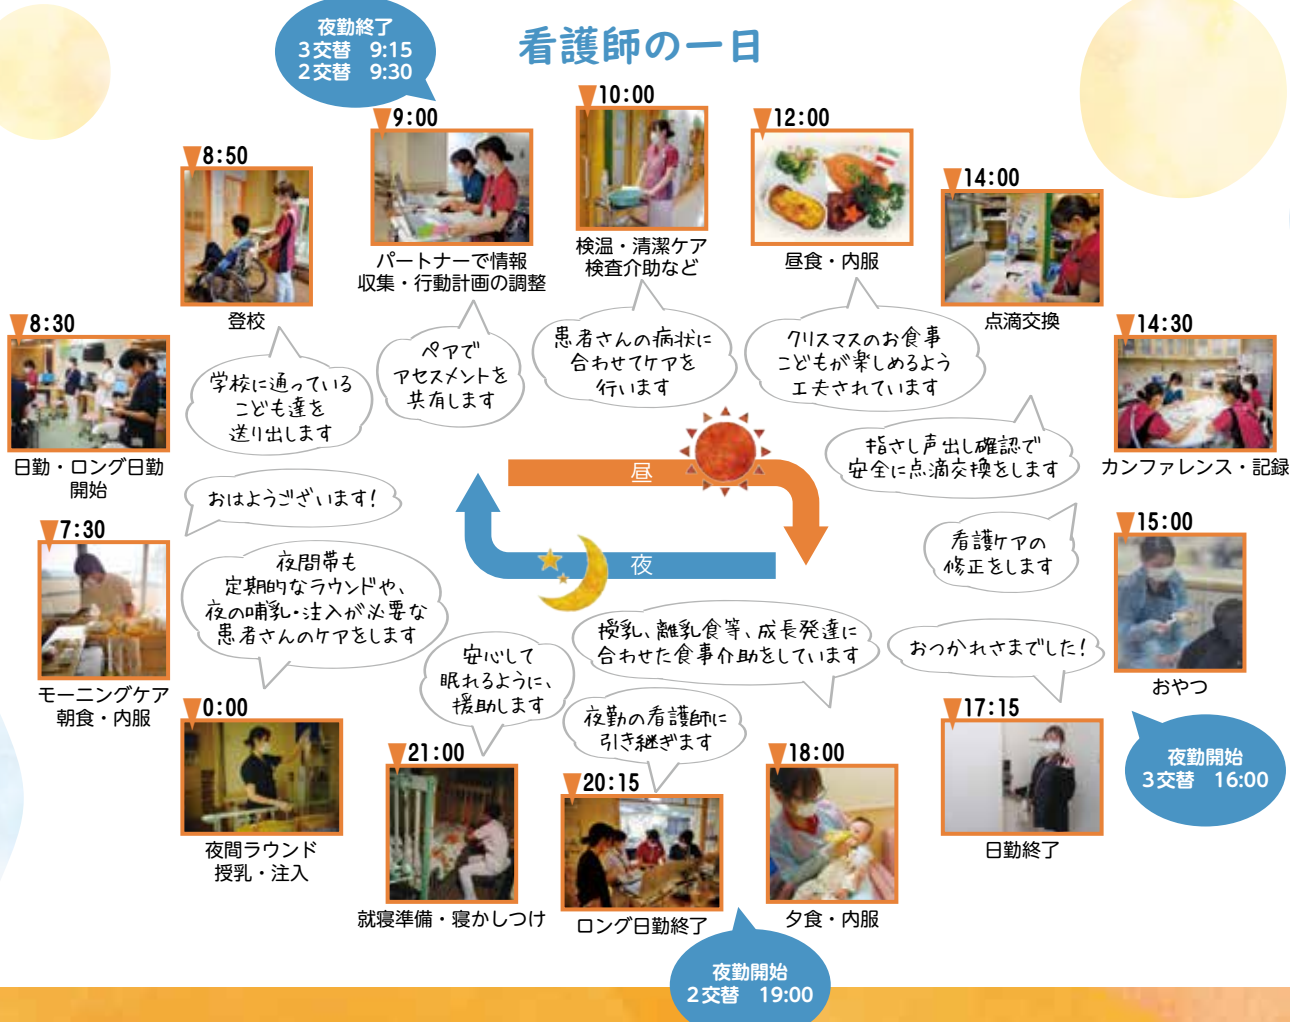 看護師の一日
夜勤終了
3交替 9:15
2交替 9:30
8:30
日勤・ロング日勤
開始
おはようございます!
8:50
登校
学校に通っている
こども達を
送り出します
9:00
パートナーで情報
収集・行動計画の調整
ペアで
アセスメントを
共有します
10:00
検温・清潔ケア
検査介助など
患者さんの病状に
合わせてケアを
行います
12:00
昼食・内服
クリスマスのお食事
こどもが楽しめるよう
工夫されています
14:00
点滴交換
指さし声出し確認で
安全に点滴交換をします
14:30
カンファレンス・記録
看護ケアの
修正をします
15:00
おやつ
夜勤開始
3交替 16:00
17:15
日勤終了
おつかれさまでした!
18:00
夕食・内服
授乳、離乳食等、成長発達に
合わせた食事介助をしています
夜勤開始
2交替 19:00
20:15
ロング日勤終了
夜勤の看護師に
引き継ぎます
21:00
就寝準備・寝かしつけ
安心して
眠れるように、
援助します
0:00
夜間ラウンド
授乳・注入
夜間帯も
定期的なラウンドや、
夜の哺乳・注入が必要な
患者さんのケアをします
7:30
モーニングケア
朝食・内服
昼
夜